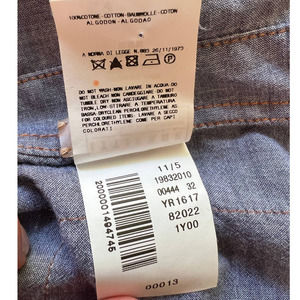 100%COTONE-COTTON-BAUMWOLLE-COTON
ALGODON-ALGODAO
A NORMA DI LEGGE N.883 26/11/1973
DO NOT WASH-NON LAVARE IN ACQUA-DO
NOT BLEACH-NON CANDEGGIARE-DO NOT
TUMBLE DRY-NON ASCIUGARE A TAMBURO
IRON,LOW-STIRARE A TEMPERATURA
BASSA-DRYCLEAN PERCHLORETHYLENE AS
FOR COLOURED ITEMS-LAVARE A SECCO
PERCHLORETHYLENE COME PER CAPI
COLORATI
11/5
19832010
00444 32
YR1617
82022
1Y00
2000001494745
00013